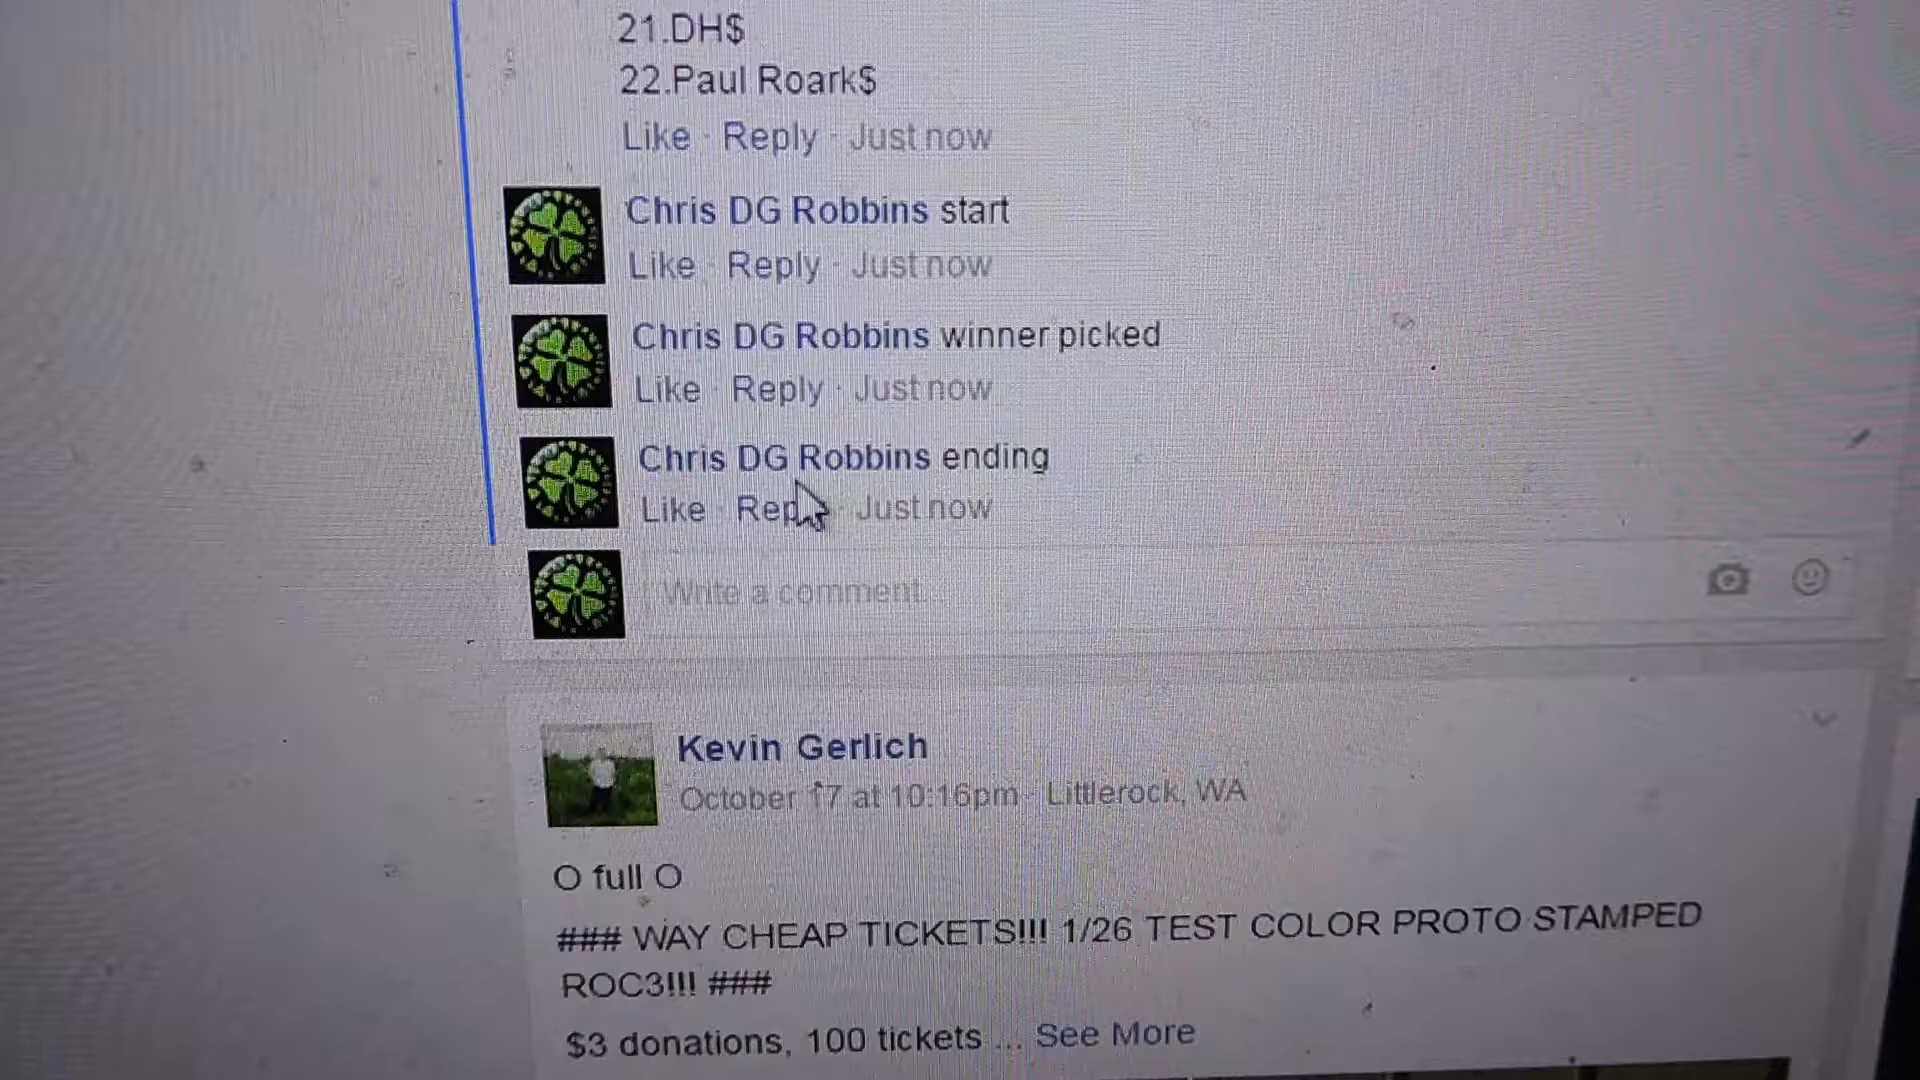 21.DH$
22.Paul Roark$
Like · Reply · Just now
Chris DG Robbins start
Like · Reply · Just now
Chris DG Robbins winner picked
Like · Reply · Just now
Chris DG Robbins ending
Like · Reply · Just now
Write a comment...
Kevin Gerlich
October 17 at 10:16pm · Littlerock, WA
O full O
### WAY CHEAP TICKETS!!! 1/26 TEST COLOR PROTO STAMPED
ROC3!!! ###
$3 donations, 100 tickets ... See More